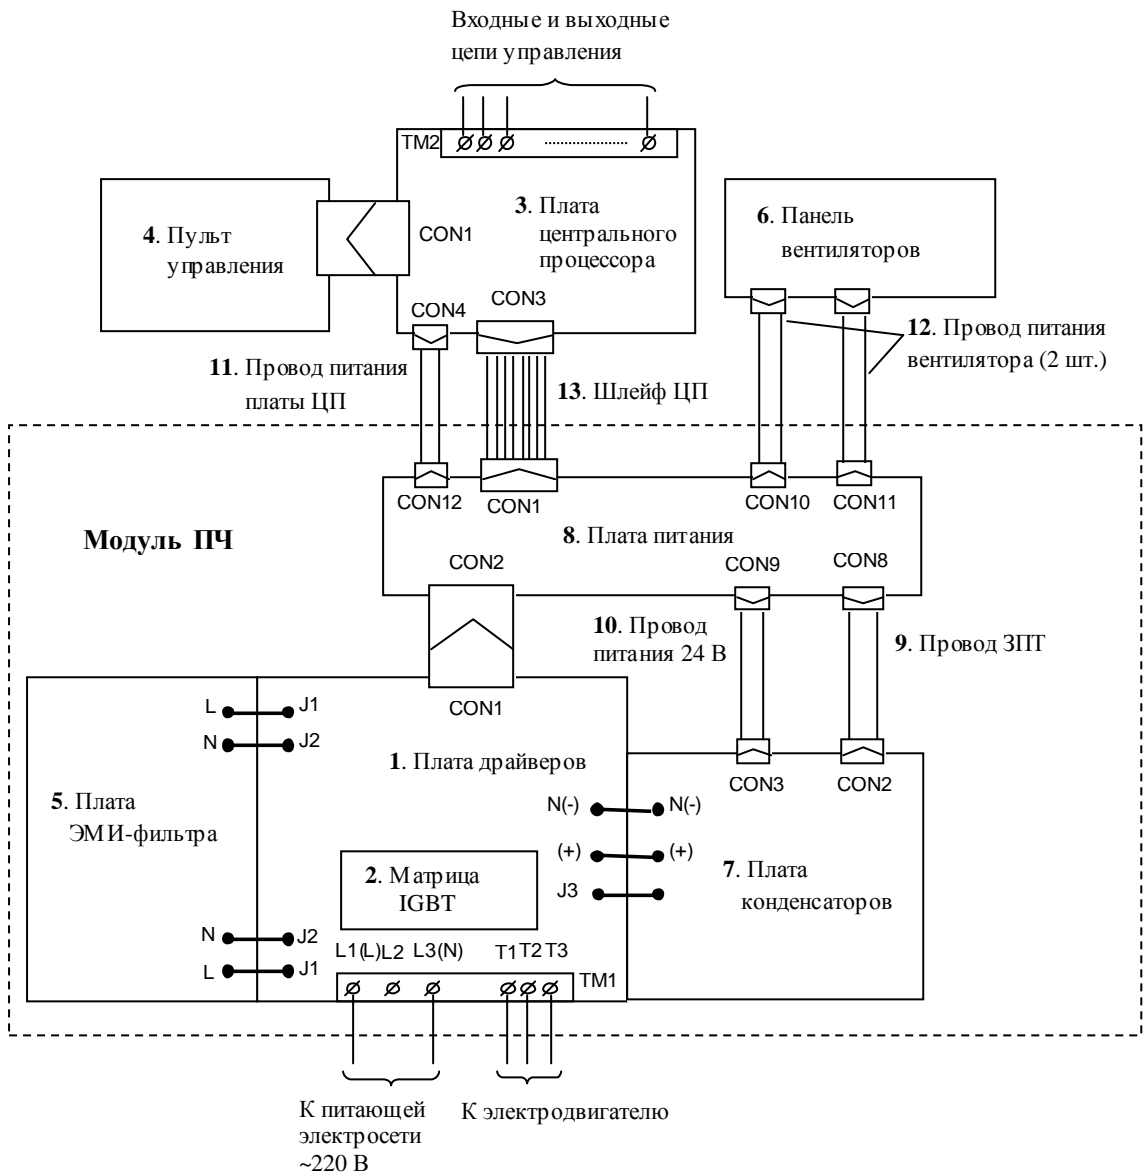 Входные и выходные
цепи управления
TM2
3. Плата
центрального
процессора
4. Пульт
управления
CON1
6. Панель
вентиляторов
CON4
CON3
12. Провод питания
вентилятора (2 шт.)
11. Провод питания
платы ЦП
13. Шлейф ЦП
CON12
CON1
CON10
CON11
Модуль ПЧ
8. Плата питания
CON2
CON9
CON8
10. Провод
питания 24 В
9. Провод ЗПТ
CON1
L
J1
N
J2
1. Плата драйверов
CON3
CON2
5. Плата
ЭМИ-фильтра
N(-)
N(-)
(+)
(+)
J3
7. Плата
конденсаторов
2. Матрица
IGBT
N
J2
L
J1
L1(L) L2 L3(N) T1 T2 T3
TM1
К питающей
электросети
~220 В
К электродвигателю